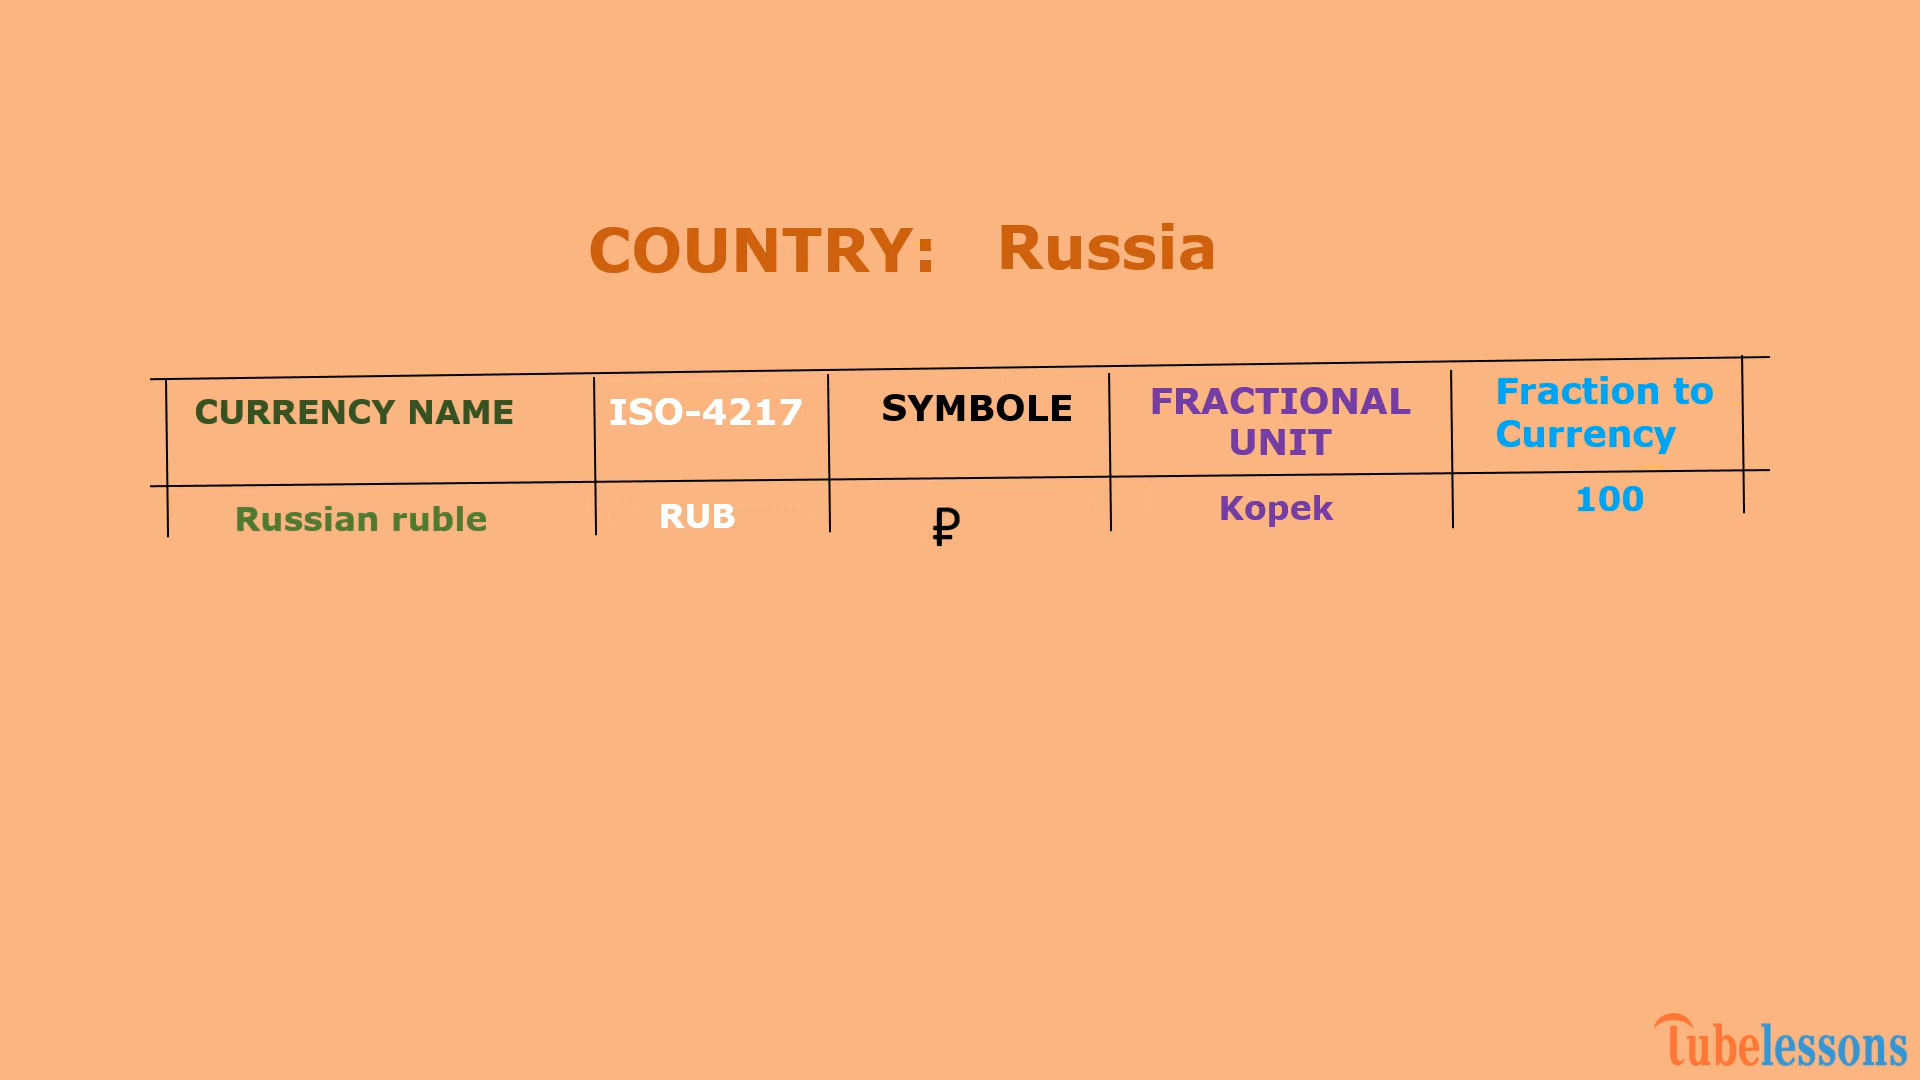 COUNTRY: Russia
CURRENCY NAME ISO-4217 SYMBOLE FRACTIONAL UNIT Fraction to Currency
Russian ruble RUB ₽ Kopek 100
Tubelessons